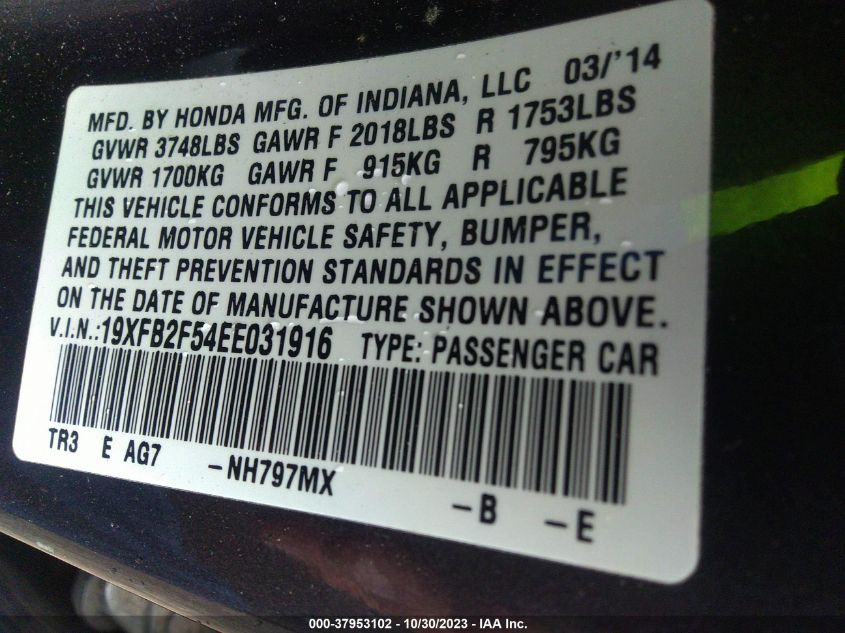 MFD. BY HONDA MFG. OF INDIANA, LLC 03/'14
GVWR 3748LBS GAWR F 2018LBS R 1753LBS
GVWR 1700KG GAWR F 915KG R 795KG
THIS VEHICLE CONFORMS TO ALL APPLICABLE
FEDERAL MOTOR VEHICLE SAFETY, BUMPER,
AND THEFT PREVENTION STANDARDS IN EFFECT
ON THE DATE OF MANUFACTURE SHOWN ABOVE.
V.I.N.:19XFB2F54EE031916 TYPE: PASSENGER CAR
TR3 E AG7 -NH797MX -B -E
000-37953102 - 10/30/2023 - IAA Inc.